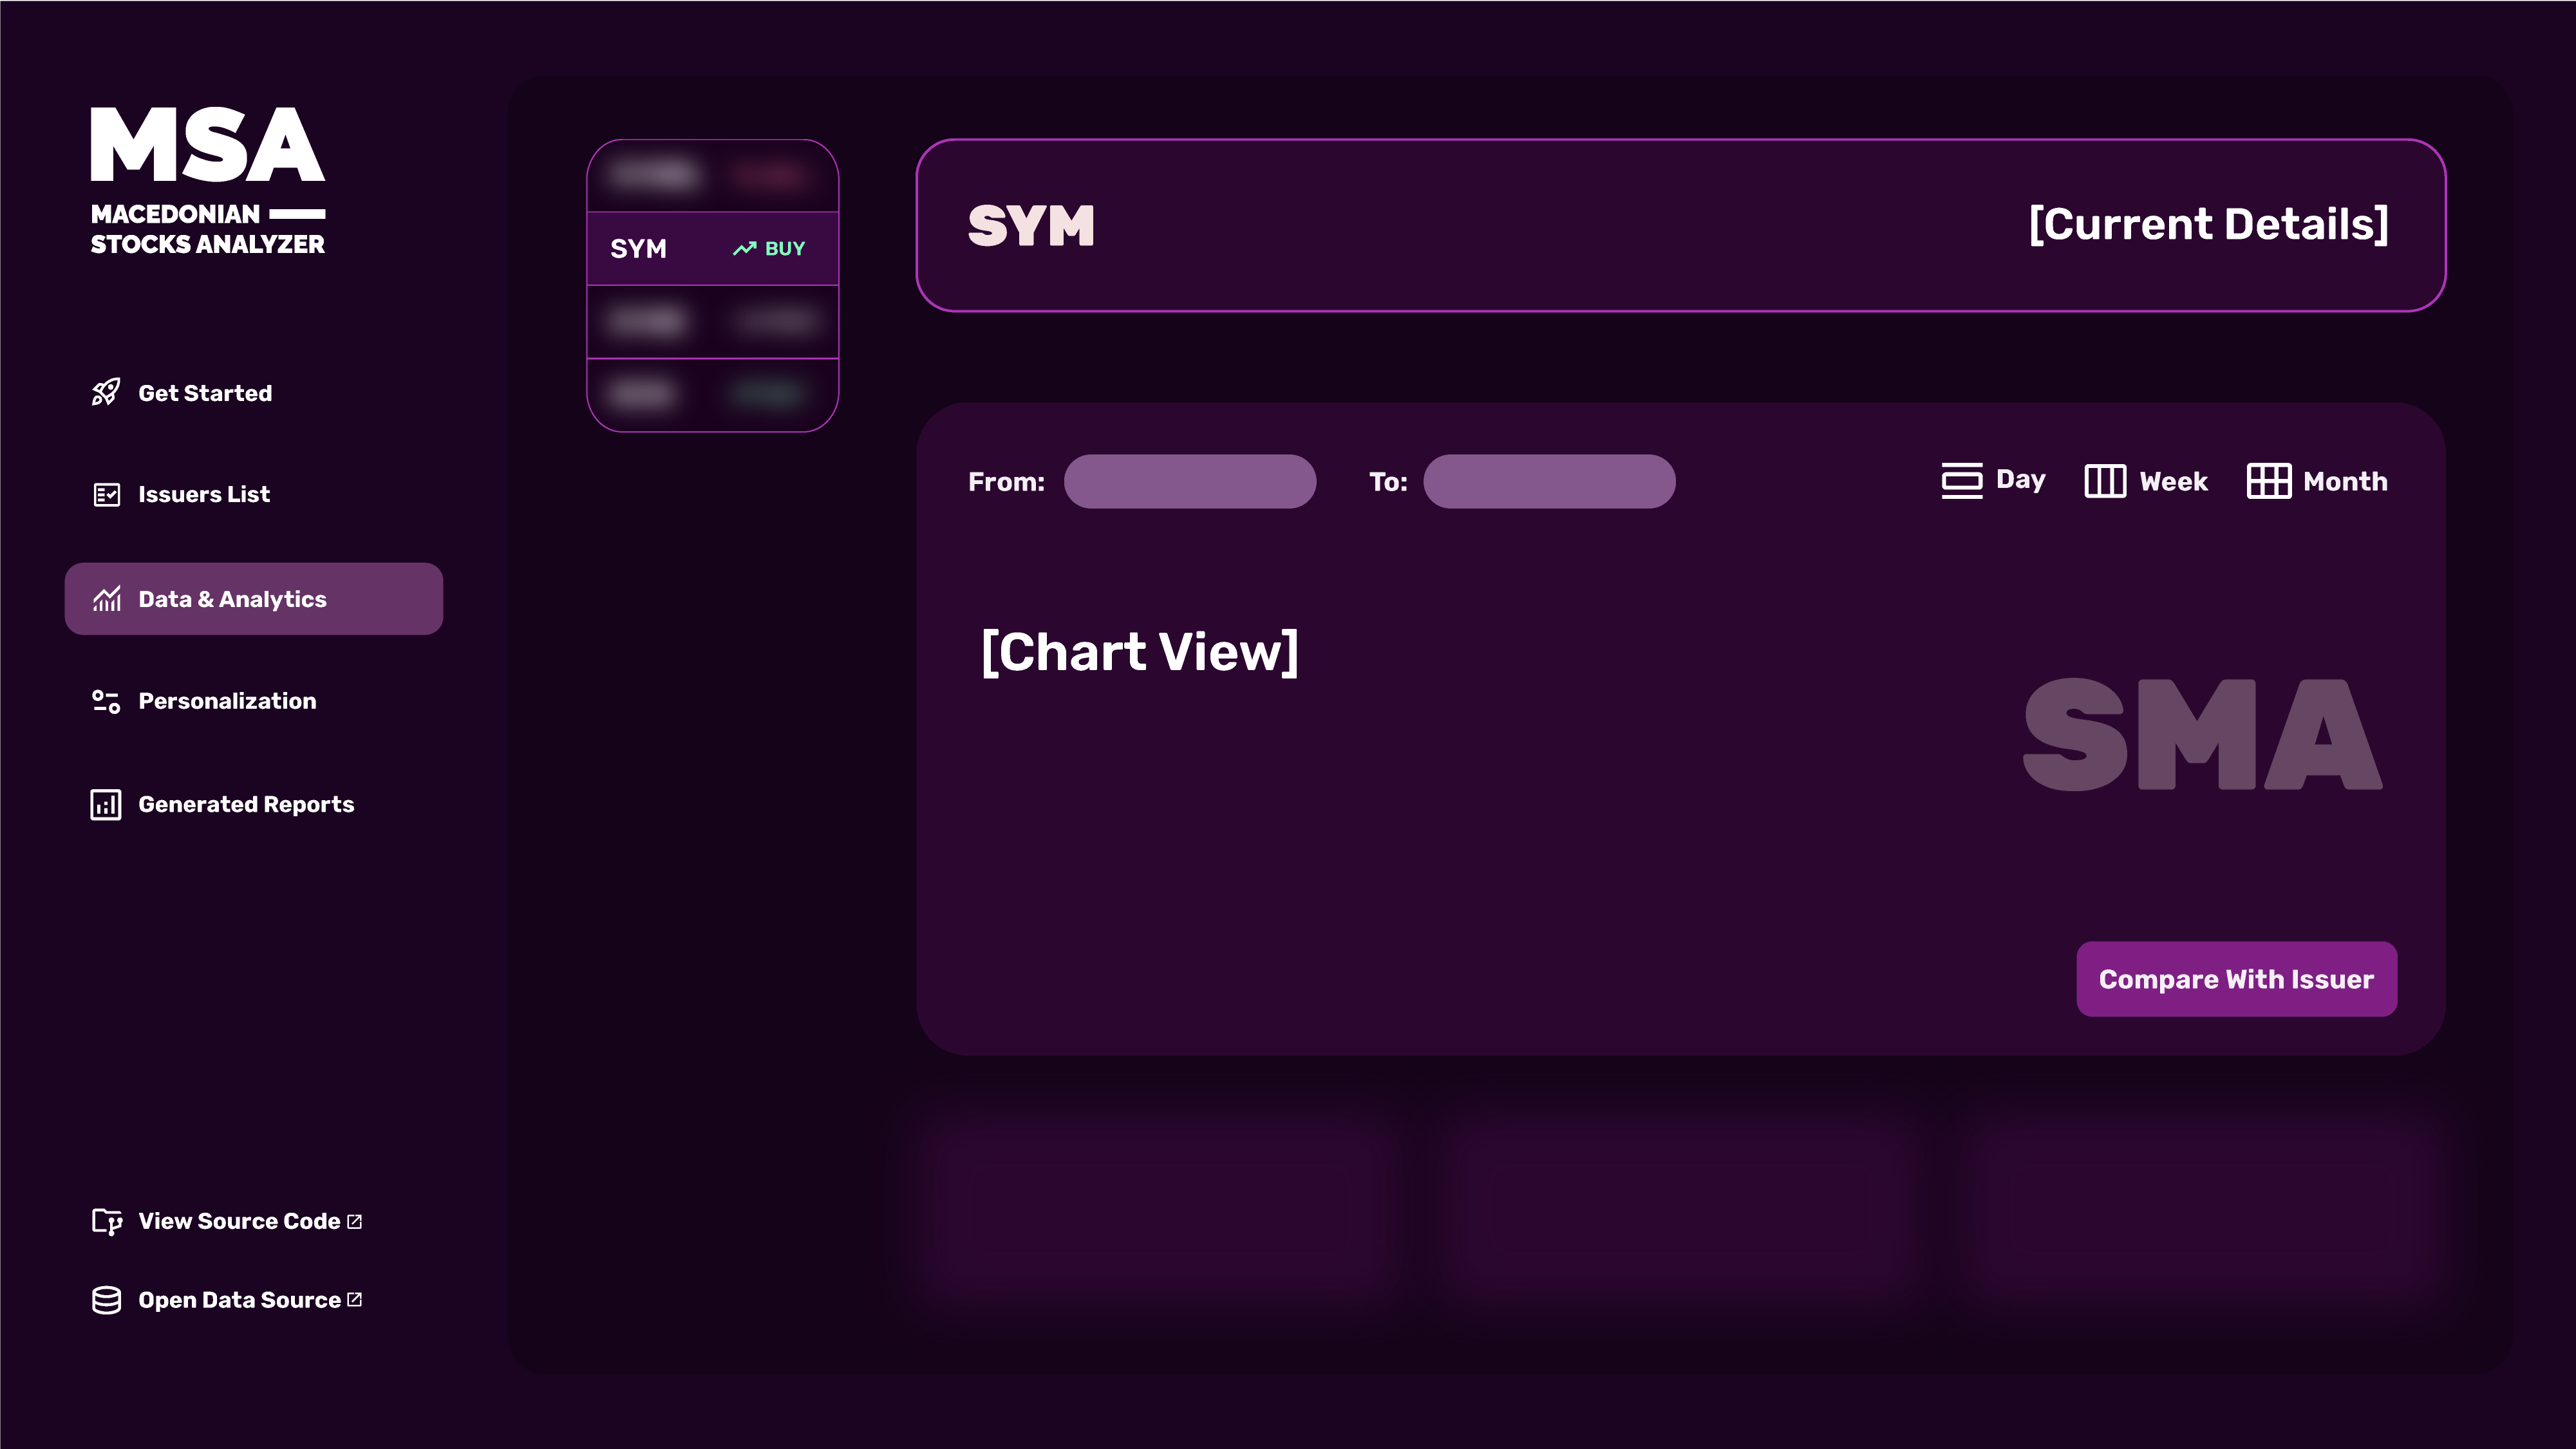 MSA
MACEDONIAN
STOCKS ANALYZER
Get Started
Issuers List
Data & Analytics
Personalization
Generated Reports
View Source Code
Open Data Source
SYM BUY
SYM
[Current Details]
From:
To:
Day
Week
Month
[Chart View]
SMA
Compare With Issuer